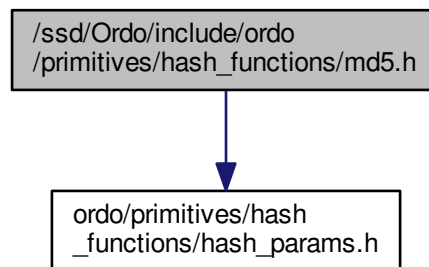 /ssd/Ordo/include/ordo
/primitives/hash_functions/md5.h
ordo/primitives/hash
_functions/hash_params.h